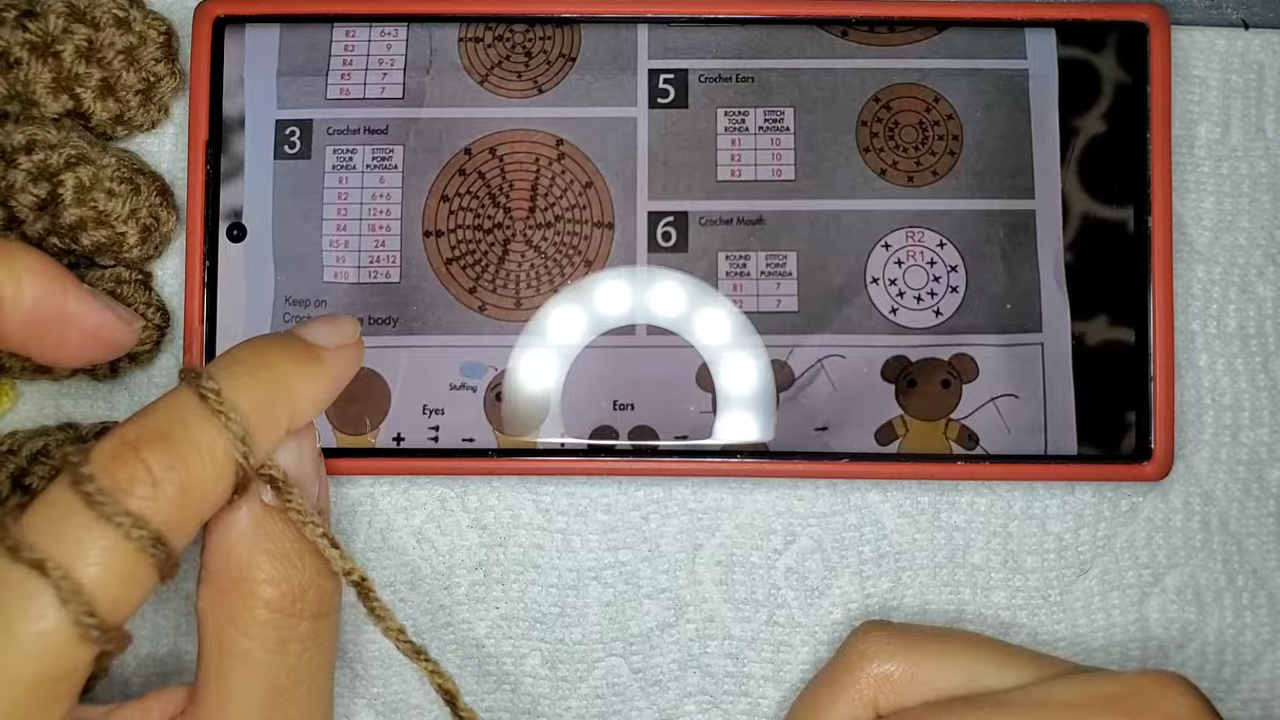 R2 6+3
R3 9
R4 9-2
R5 7
R6 7
3 Crochet Head
ROUND TOUR RONDA STITCH POINT PUNTADA
R1 6
R2 6+6
R3 12+6
R4 18+6
R5-8 24
R9 24-12
R10 12-6
Keep on
body
5 Crochet Ears
ROUND TOUR RONDA STITCH POINT PUNTADA
R1 10
R2 10
R3 10
6 Crochet Mouth
ROUND TOUR RONDA STITCH POINT PUNTADA
R1 7
7
R2
R1
Stuffing
Eyes
Ears